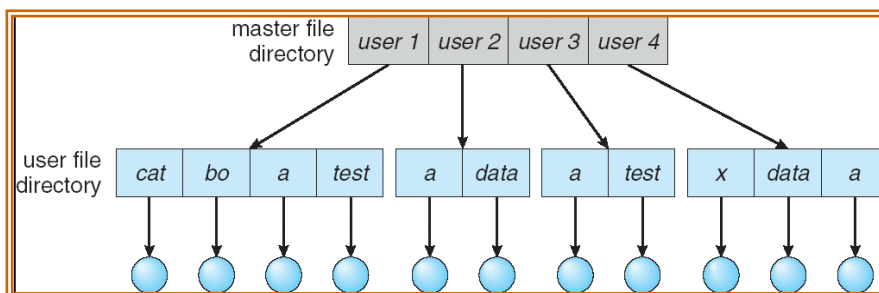 master file directory
user 1 user 2 user 3 user 4
user file directory
cat bo a test a data a test x data a